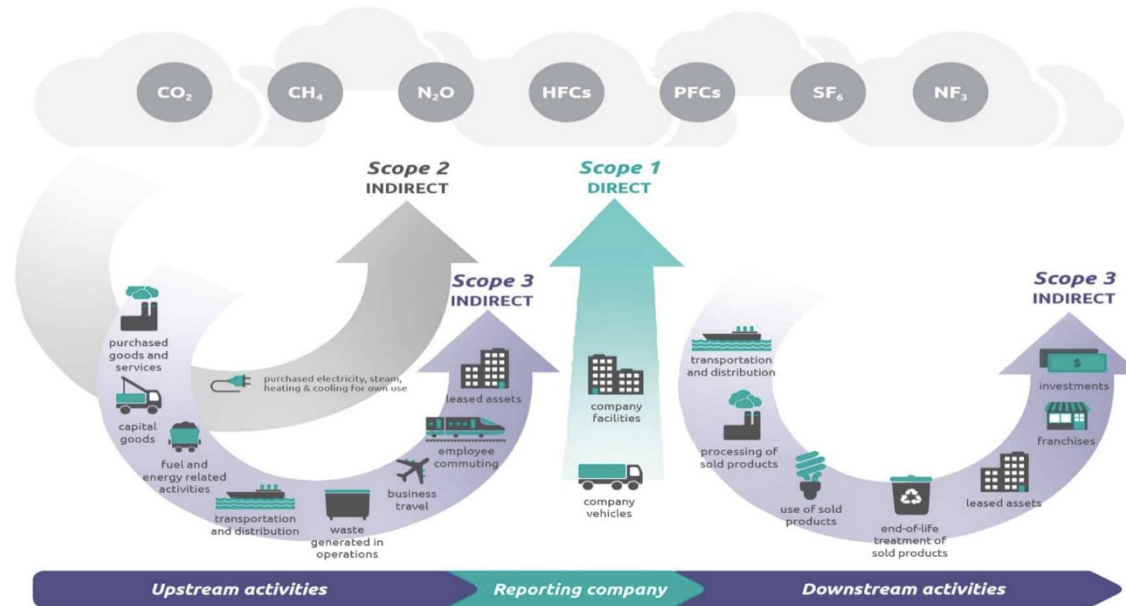 CO₂
CH₄
N₂O
HFCs
PFCs
SF₆
NF₃
Scope 2
INDIRECT
Scope 1
DIRECT
Scope 3
INDIRECT
Scope 3
INDIRECT
purchased
goods and
services
capital
goods
fuel and
energy related
activities
purchased electricity, steam,
heating & cooling for own use
transportation
and distribution
waste
generated in
operations
business
travel
employee
commuting
leased assets
company
facilities
company
vehicles
transportation
and distribution
processing of
sold products
use of sold
products
end-of-life
treatment of
sold products
leased assets
franchises
$
investments
Upstream activities
Reporting company
Downstream activities